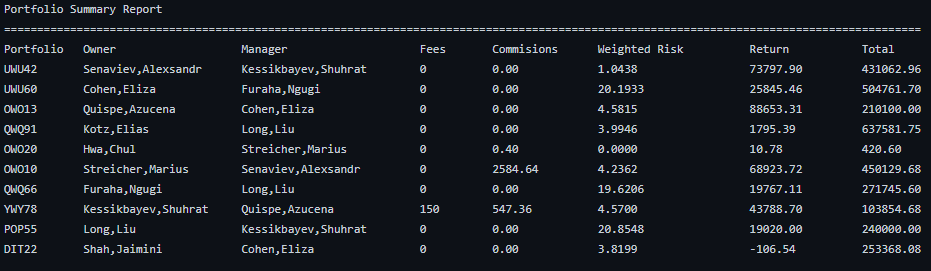 Portfolio Summary Report
===========================================================================================================================================
Portfolio Owner Manager Fees Commisions Weighted Risk Return Total
UWU42 Senaviev,Alexsandr Kessikbayev,Shuhrat 0 0.00 1.0438 73797.90 431062.96
UWU60 Cohen,Eliza Furaha,Ngugi 0 0.00 20.1933 25845.46 504761.70
OWO13 Quispe,Azucena Cohen,Eliza 0 0.00 4.5815 88653.31 210100.00
QWQ91 Kotz,Elias Long,Liu 0 0.00 3.9946 1795.39 637581.75
OWO20 Hwa,Chul Streicher,Marius 0 0.40 0.0000 10.78 420.60
OWO10 Streicher,Marius Senaviev,Alexsandr 0 2584.64 4.2362 68923.72 450129.68
QWQ66 Furaha,Ngugi Long,Liu 0 0.00 19.6206 19767.11 271745.60
YWY78 Kessikbayev,Shuhrat Quispe,Azucena 150 547.36 4.5700 43788.70 103854.68
POP55 Long,Liu Kessikbayev,Shuhrat 0 0.00 20.8548 19020.00 240000.00
DIT22 Shah,Jaimini Cohen,Eliza 0 0.00 3.8199 -106.54 253368.08